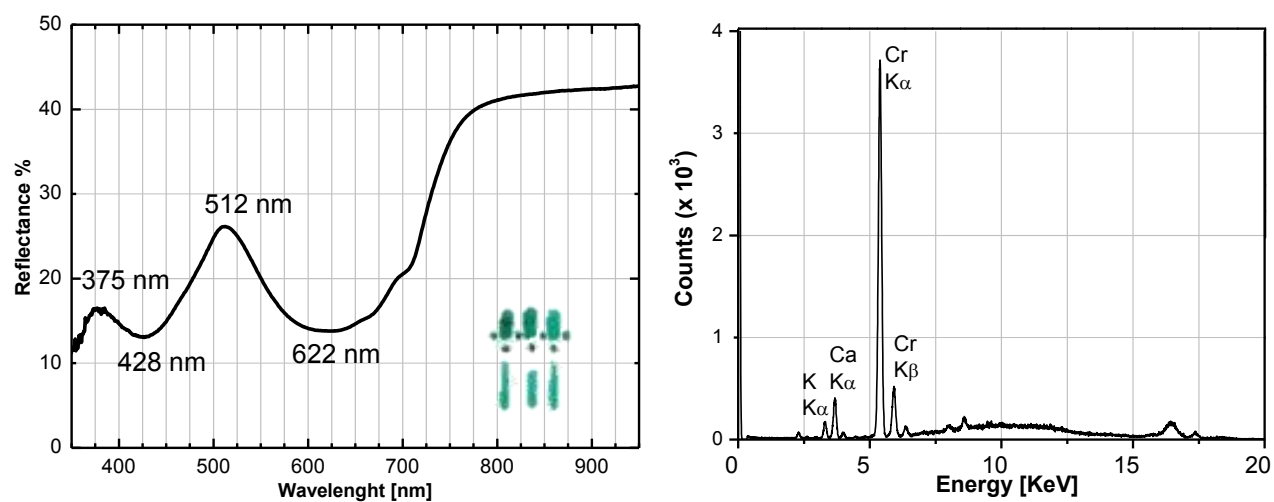 Reflectance %
50
40
30
20
10
0
375 nm
428 nm
512 nm
622 nm
400 500 600 700 800 900
Wavelenght [nm]
Counts (x 10³)
4
3
2
1
0
K
Kα
Ca
Kα
Cr
Kα
Cr
Kβ
0 5 10 15 20
Energy [KeV]